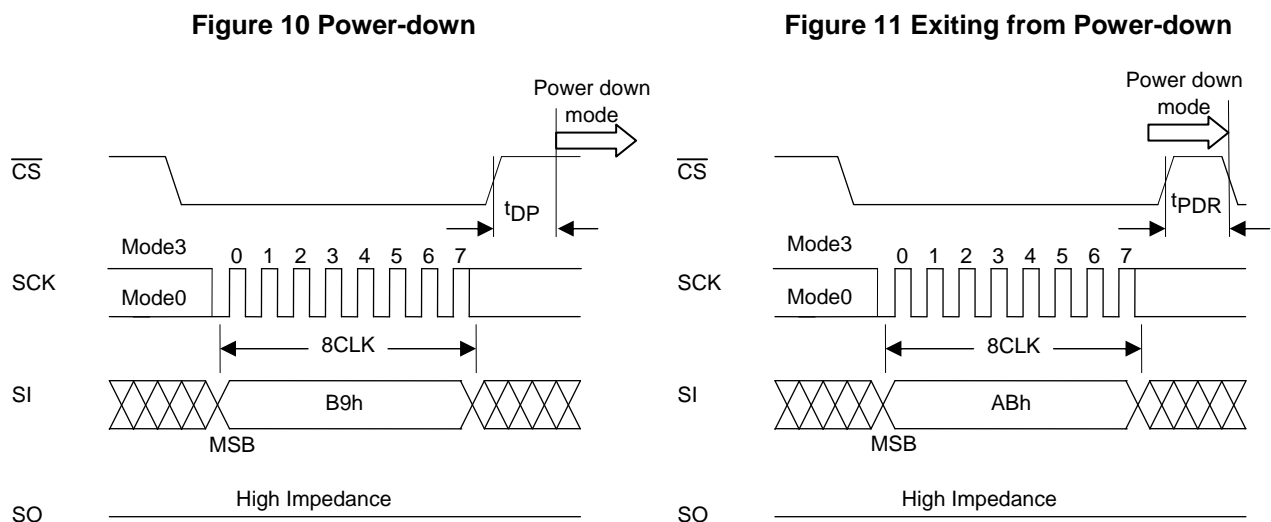 Figure 10 Power-down
Power down
mode
CS
tDP
Mode3
0 1 2 3 4 5 6 7
SCK
Mode0
8CLK
SI
B9h
MSB
High Impedance
SO
Figure 11 Exiting from Power-down
Power down
mode
CS
tPDR
Mode3
0 1 2 3 4 5 6 7
SCK
Mode0
8CLK
SI
ABh
MSB
High Impedance
SO